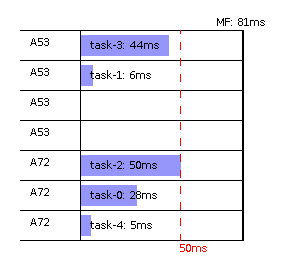 MF: 81ms
A53 task-3: 44ms
A53 task-1: 6ms
A53
A53
A72 task-2: 50ms
A72 task-0: 28ms
A72 task-4: 5ms
50ms